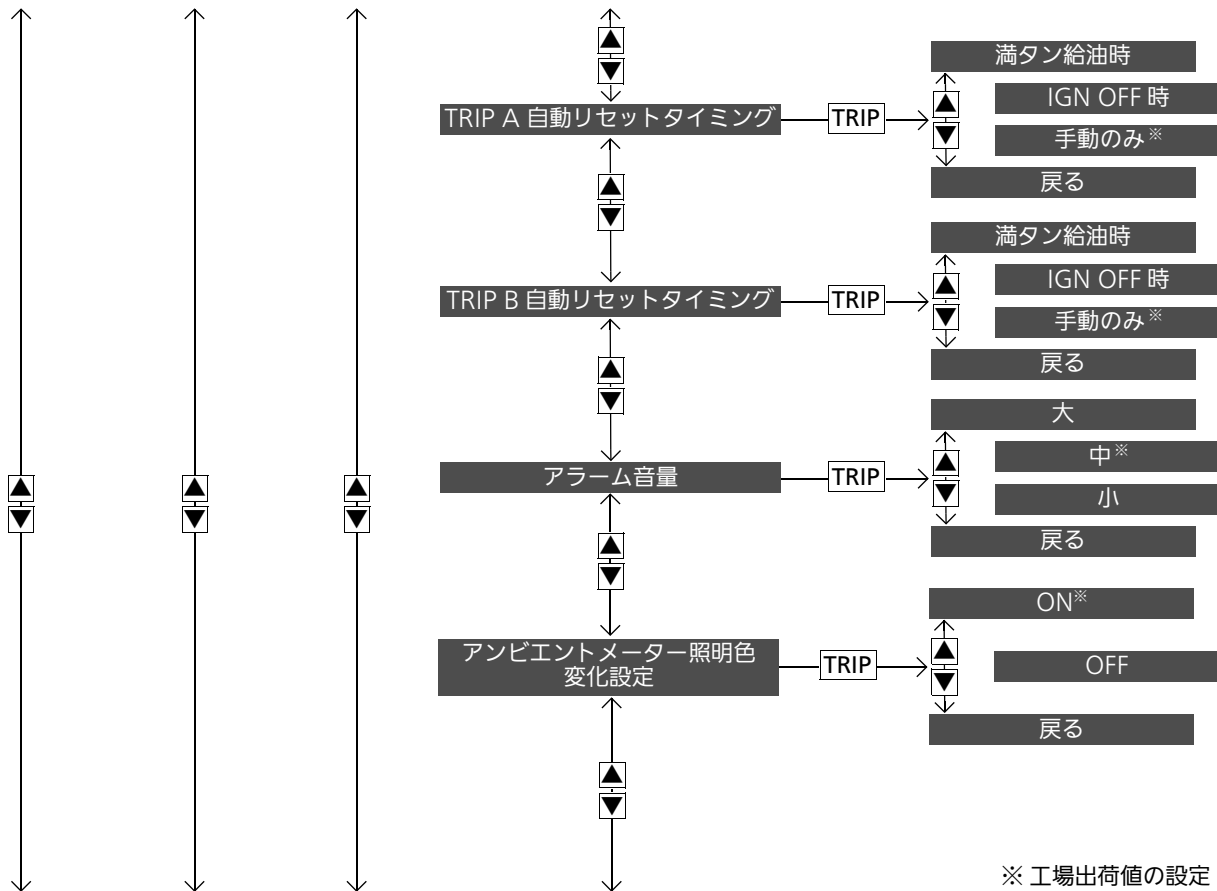 ▲
▼
満タン給油時
TRIP A 自動リセットタイミング
TRIP
▲
▼
IGN OFF 時
手動のみ※
戻る
▲
▼
満タン給油時
TRIP B 自動リセットタイミング
TRIP
▲
▼
IGN OFF 時
手動のみ※
戻る
▲
▼
大
アラーム音量
TRIP
▲
▼
中※
小
戻る
▲
▼
▲
▼
▲
▼
▲
▼
ON※
アンビエントメーター照明色
変化設定
TRIP
▲
▼
OFF
戻る
▲
▼
※ 工場出荷値の設定